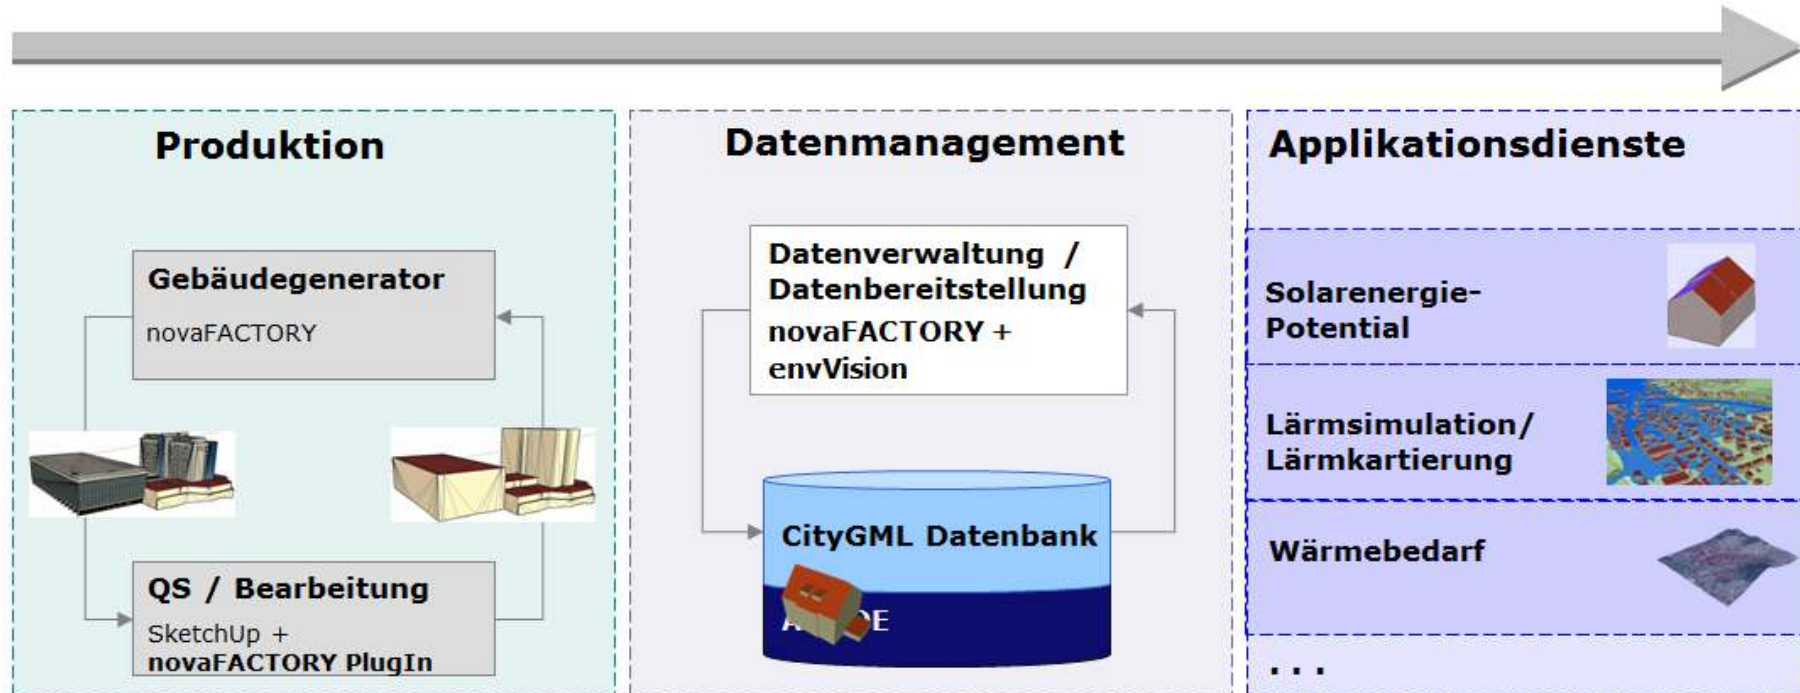 Produktion
Gebäudegenerator
novaFACTORY
QS / Bearbeitung
SketchUp +
novaFACTORY PlugIn
Datenmanagement
Datenverwaltung /
Datenbereitstellung
novaFACTORY +
envVision
CityGML Datenbank
Applikationsdienste
Solarenergie-
Potential
Lärmsimulation/
Lärmkartierung
Wärmebedarf
. . .